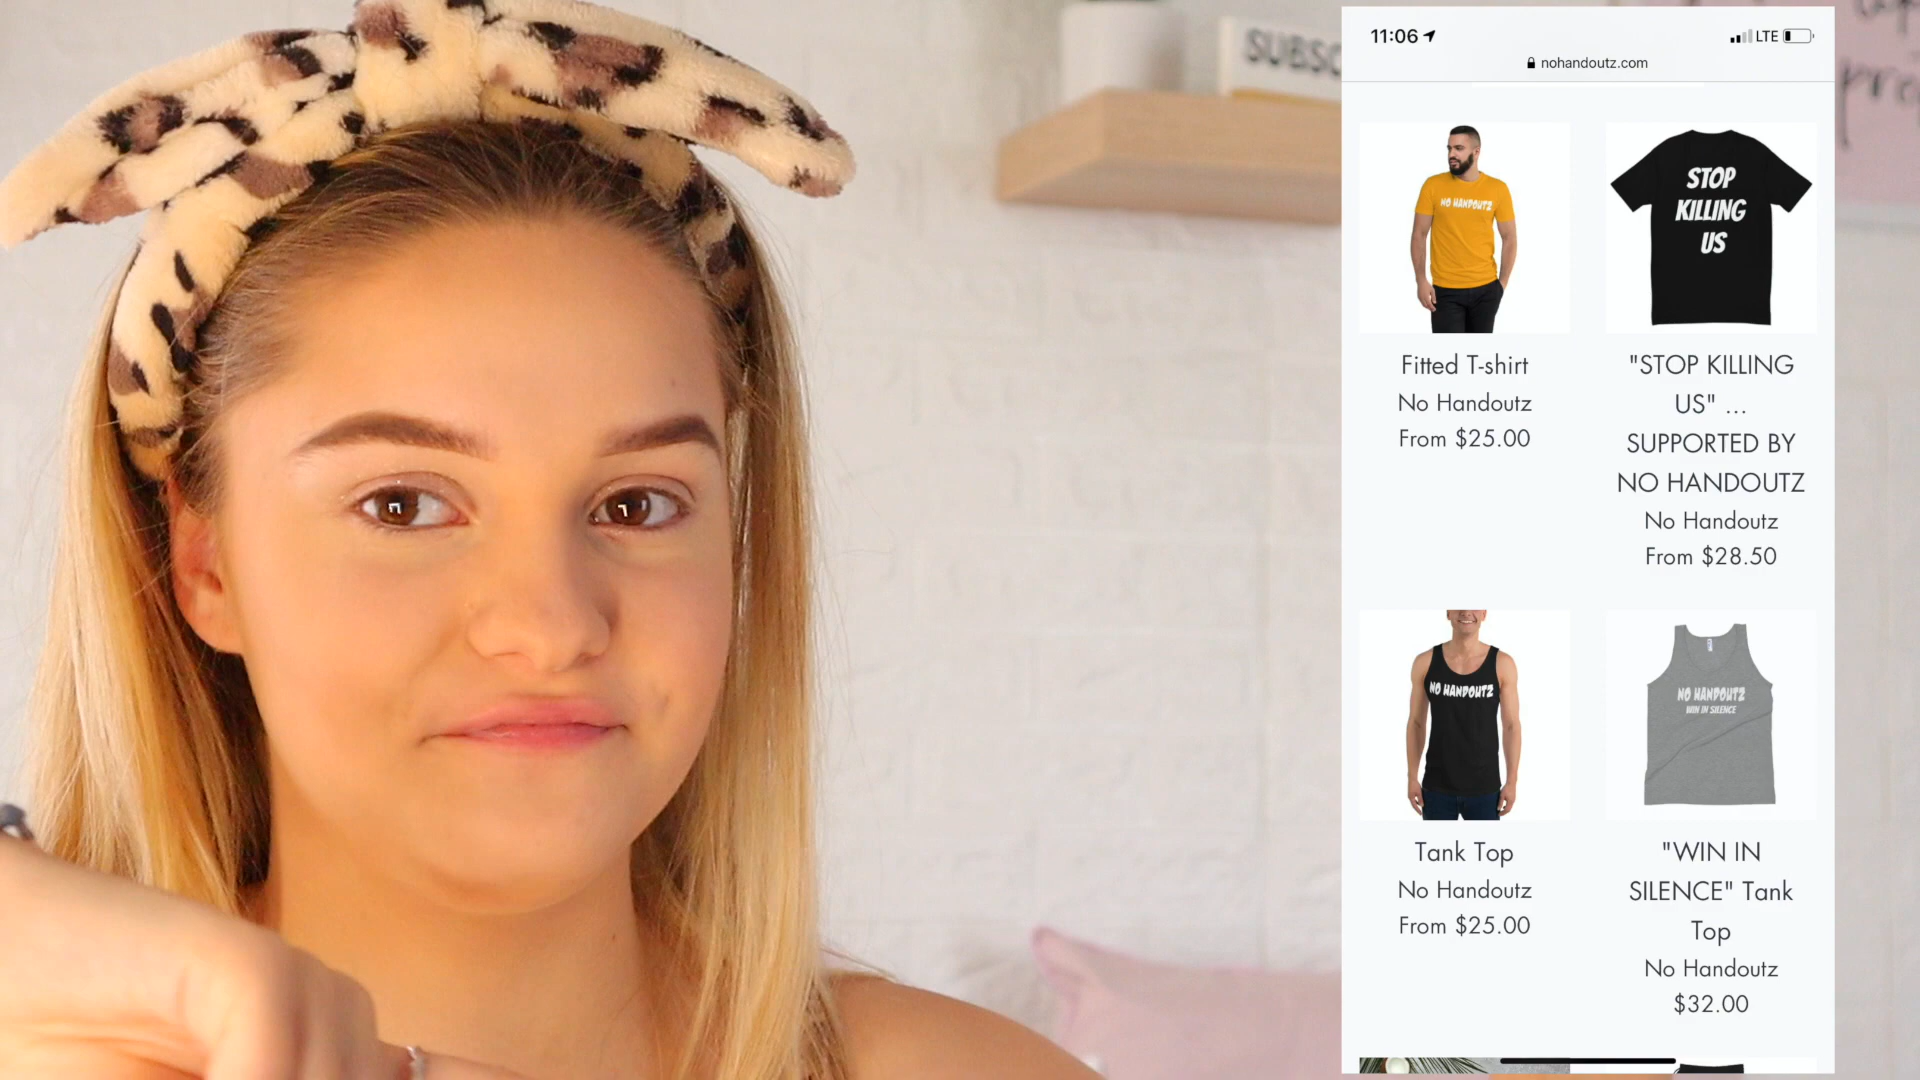 SUBSC
11:06
LTE
nohandoutz.com
NO HANDOUTZ
STOP
KILLING
US
Fitted T-shirt
No Handoutz
From $25.00
"STOP KILLING
US" ...
SUPPORTED BY
NO HANDOUTZ
No Handoutz
From $28.50
NO HANDOUTZ
NO HANDOUTZ
WIN IN SILENCE
Tank Top
No Handoutz
From $25.00
"WIN IN
SILENCE" Tank
Top
No Handoutz
$32.00